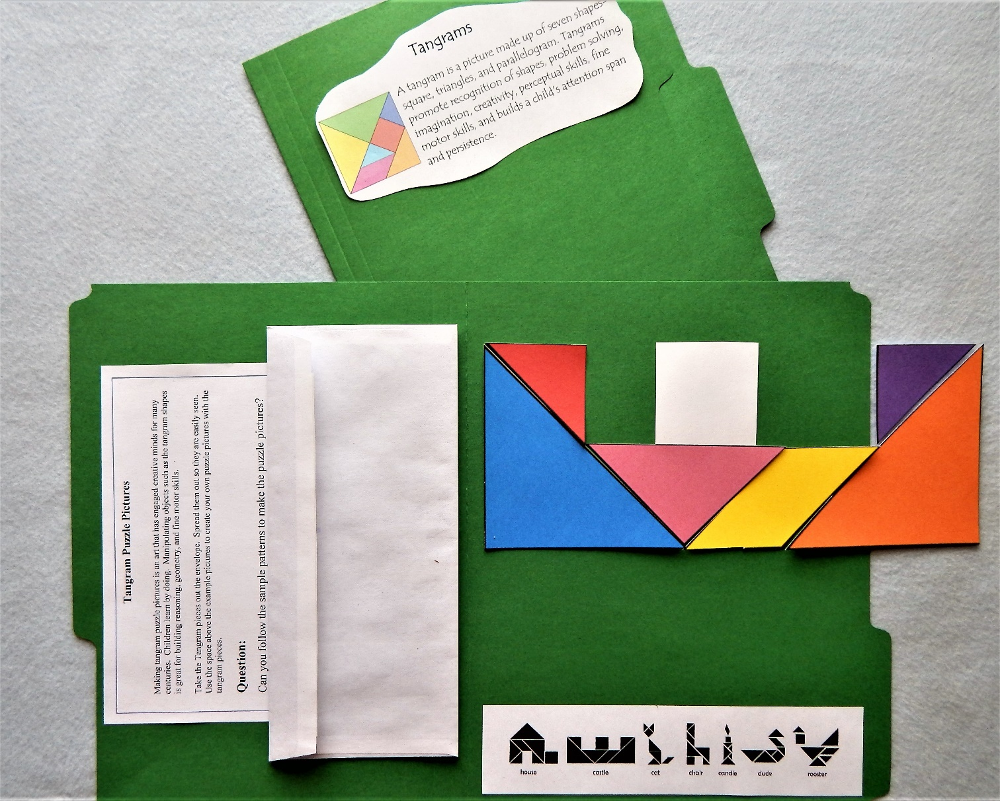 Tangrams
A tangram is a picture made up of seven shapes-
square, triangles, and parallelogram. Tangrams
promote recognition of shapes, problem solving,
imagination, creativity, perceptual skills, fine
motor skills, and builds a child's attention span
and persistence.
Tangram Puzzle Pictures
Making tangram puzzle pictures is an art that has engaged creative minds for many
centuries. Children learn by doing. Manipulating objects such as the tangram shapes
is great for building reasoning, geometry, and fine motor skills.
Take the Tangram pieces out the envelope. Spread them out so they are easily seen.
Use the space above the example pictures to create your own puzzle pictures with the
tangram pieces.
Question:
Can you follow the sample patterns to make the puzzle pictures?
house castle cat chair candle duck rooster